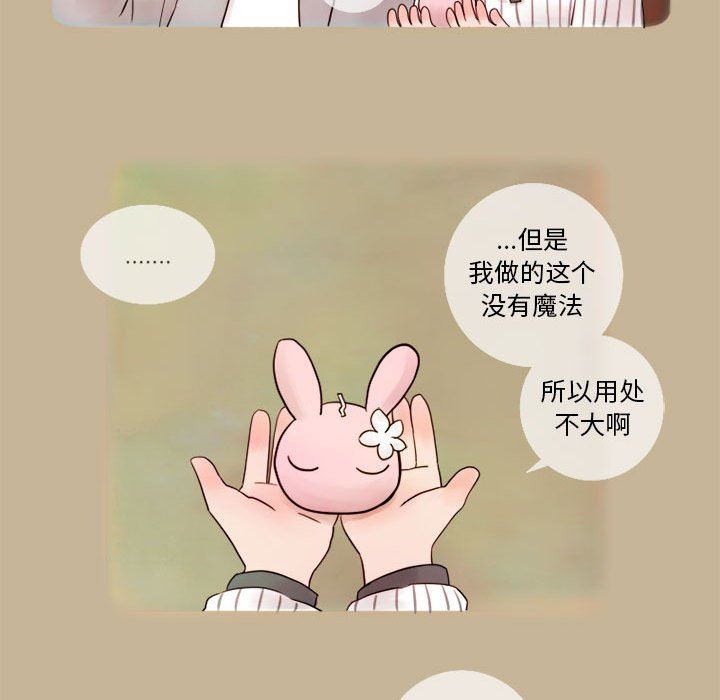 .......
...但是
我做的这个
没有魔法
所以用处
不大啊